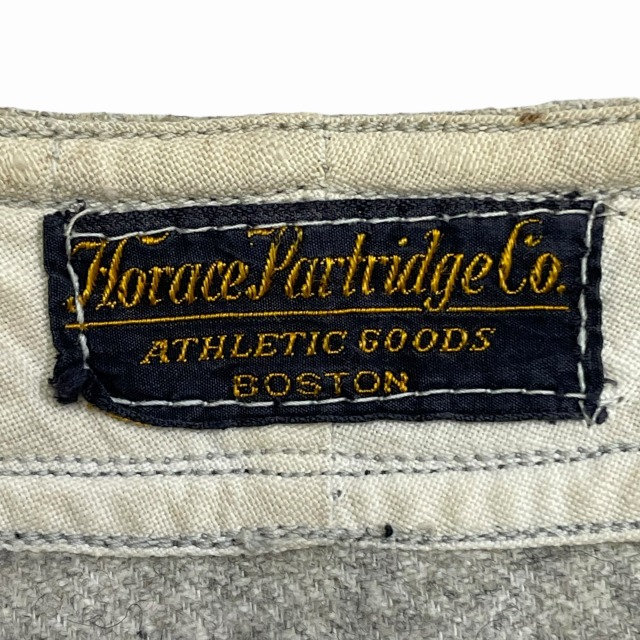 Horace Partridge Co.
ATHLETIC GOODS
BOSTON